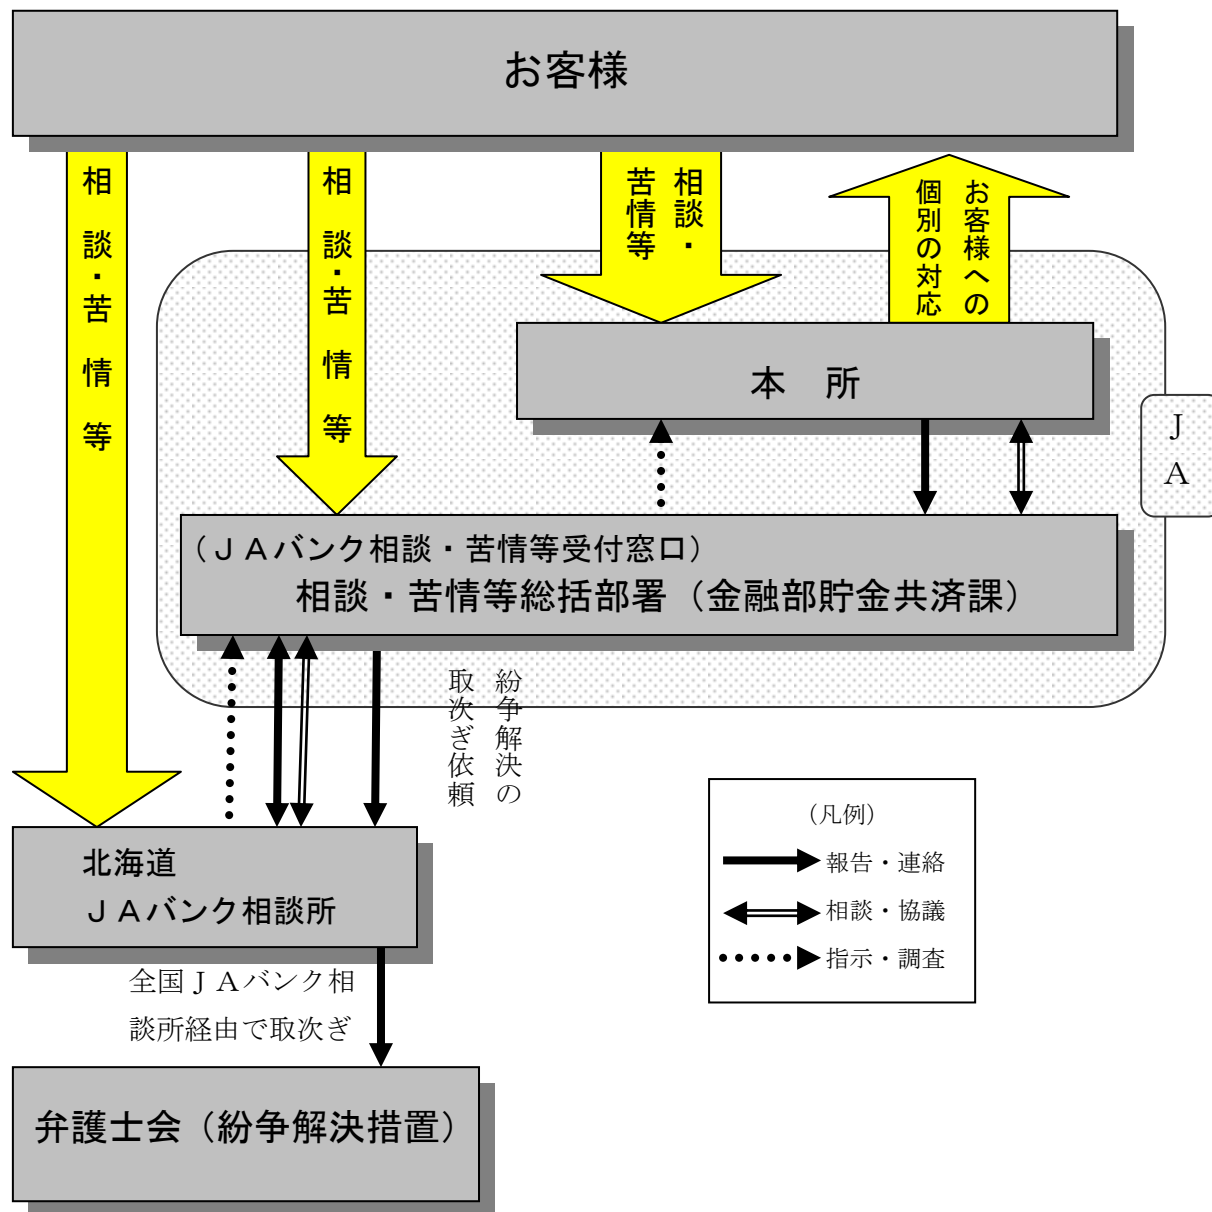 お客様
相談・苦情等
相談・苦情等
相談・
苦情等
お客様への
個別の対応
本　所
ＪＡ
（ＪＡバンク相談・苦情等受付窓口）
相談・苦情等総括部署（金融部貯金共済課）
紛争解決の
取次ぎ依頼
北海道
ＪＡバンク相談所
（凡例）
報告・連絡
相談・協議
指示・調査
全国ＪＡバンク相
談所経由で取次ぎ
弁護士会（紛争解決措置）